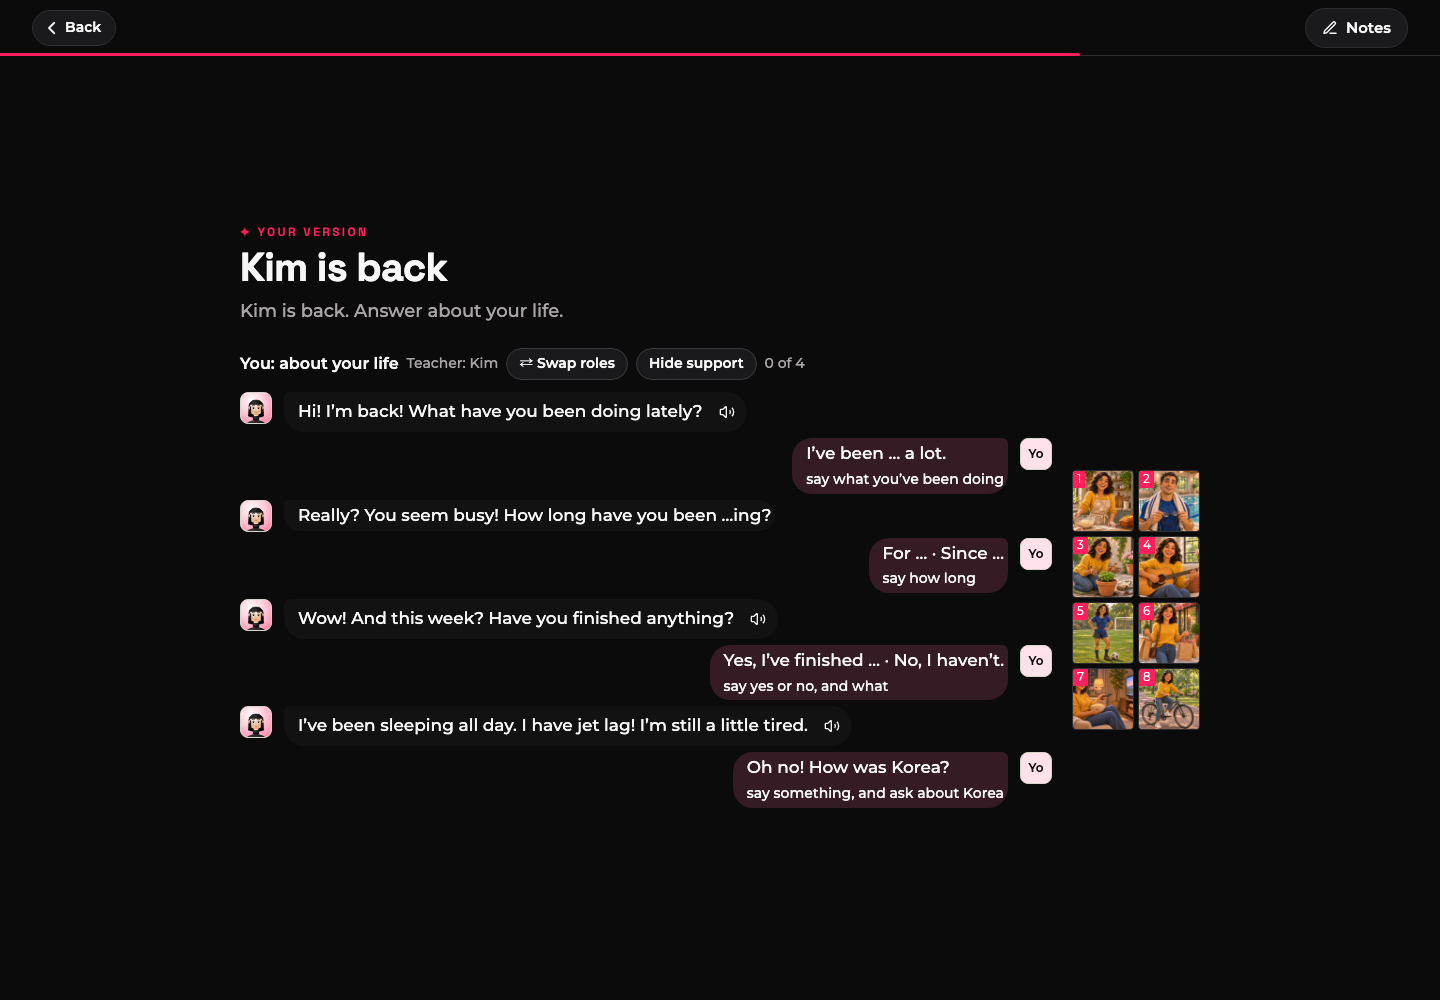 Back
Notes
YOUR VERSION
Kim is back
Kim is back. Answer about your life.
You: about your life Teacher: Kim Swap roles Hide support 0 of 4
Hi! I’m back! What have you been doing lately?
I’ve been ... a lot.
say what you’ve been doing
Yo
Really? You seem busy! How long have you been ...ing?
For ... · Since ...
say how long
Yo
Wow! And this week? Have you finished anything?
Yes, I’ve finished ... · No, I haven’t.
say yes or no, and what
Yo
I’ve been sleeping all day. I have jet lag! I’m still a little tired.
Oh no! How was Korea?
say something, and ask about Korea
Yo
1 2
3 4
5 6
7 8